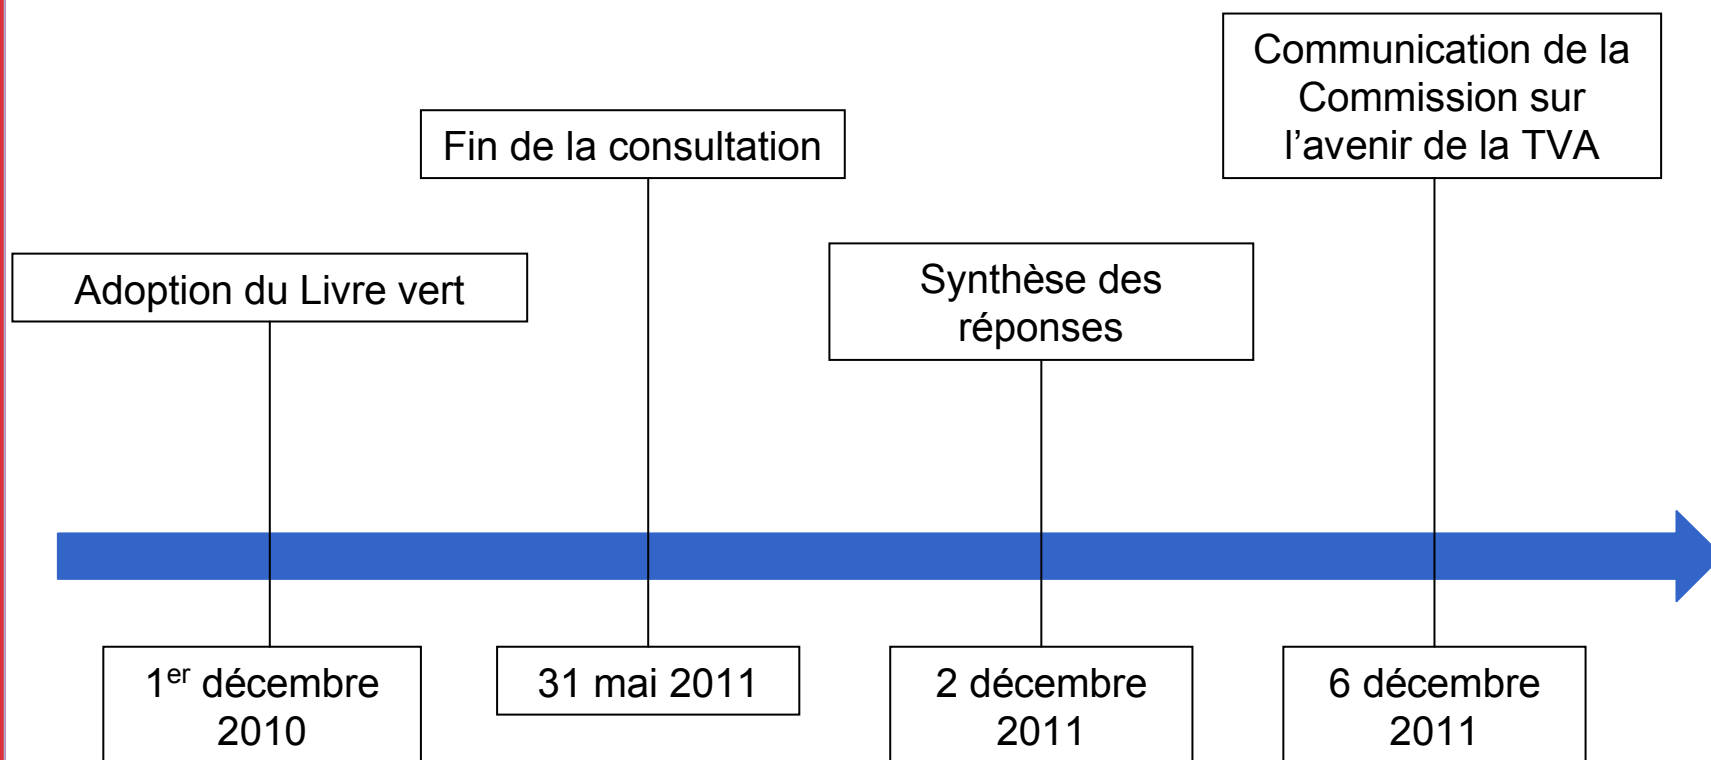 Communication de la
Commission sur
l’avenir de la TVA
Fin de la consultation
Adoption du Livre vert
Synthèse des
réponses
1er décembre
2010
31 mai 2011
2 décembre
2011
6 décembre
2011